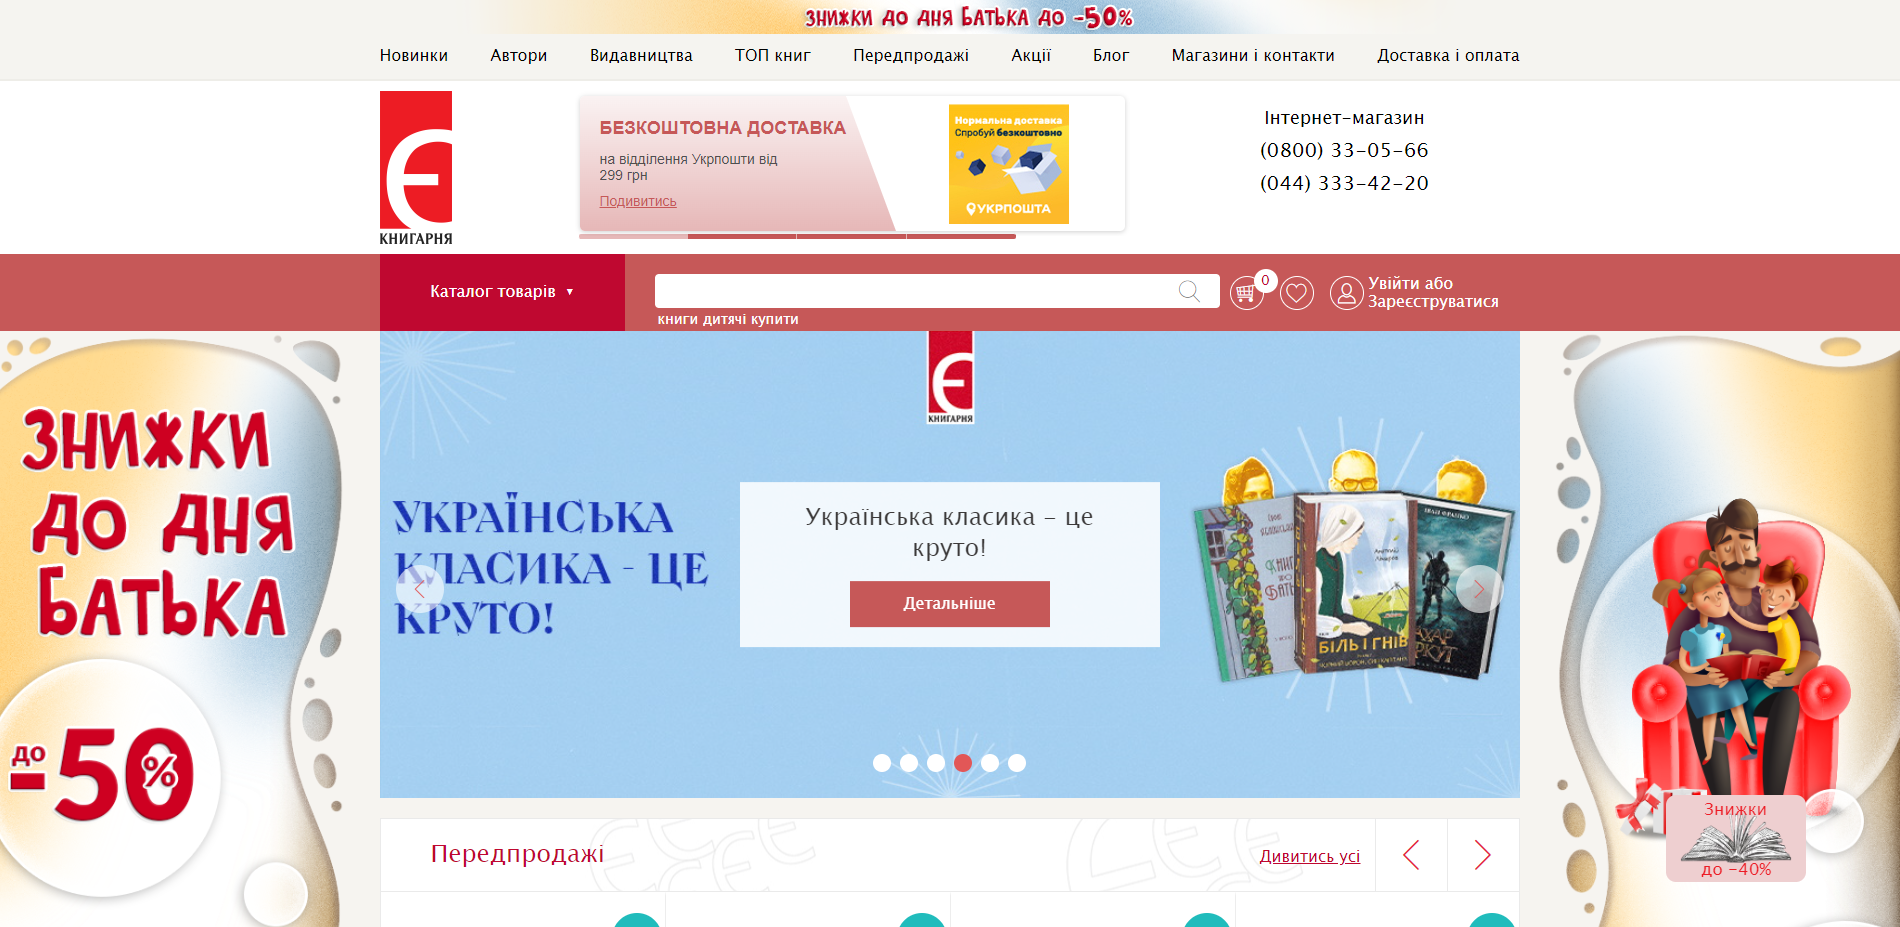 ЗНИЖКИ ДО ДНЯ БАТЬКА ДО -50%
Новинки Автори Видавництва ТОП книг Передпродажі Акції Блог Магазини і контакти Доставка і оплата
Є
КНИГАРНЯ
БЕЗКОШТОВНА ДОСТАВКА
на відділення Укрпошти від
299 грн
Подивитись
Нормальна доставка
Спробуй безкоштовно
УКРПОШТА
Інтернет-магазин
(0800) 33-05-66
(044) 333-42-20
Каталог товарів
книги дитячі купити
0
Увійти або
Зареєструватися
ЗНИЖКИ
ДО ДНЯ
БАТЬКА
ДО
-50%
Є
КНИГАРНЯ
УКРАЇНСЬКА
КЛАСИКА - ЦЕ
КРУТО!
Українська класика - це
круто!
Детальніше
БІЛЬ І ГНІВ
ІВАН ФРАНКО
Знижки
до -40%
Передпродажі
Дивитись усі